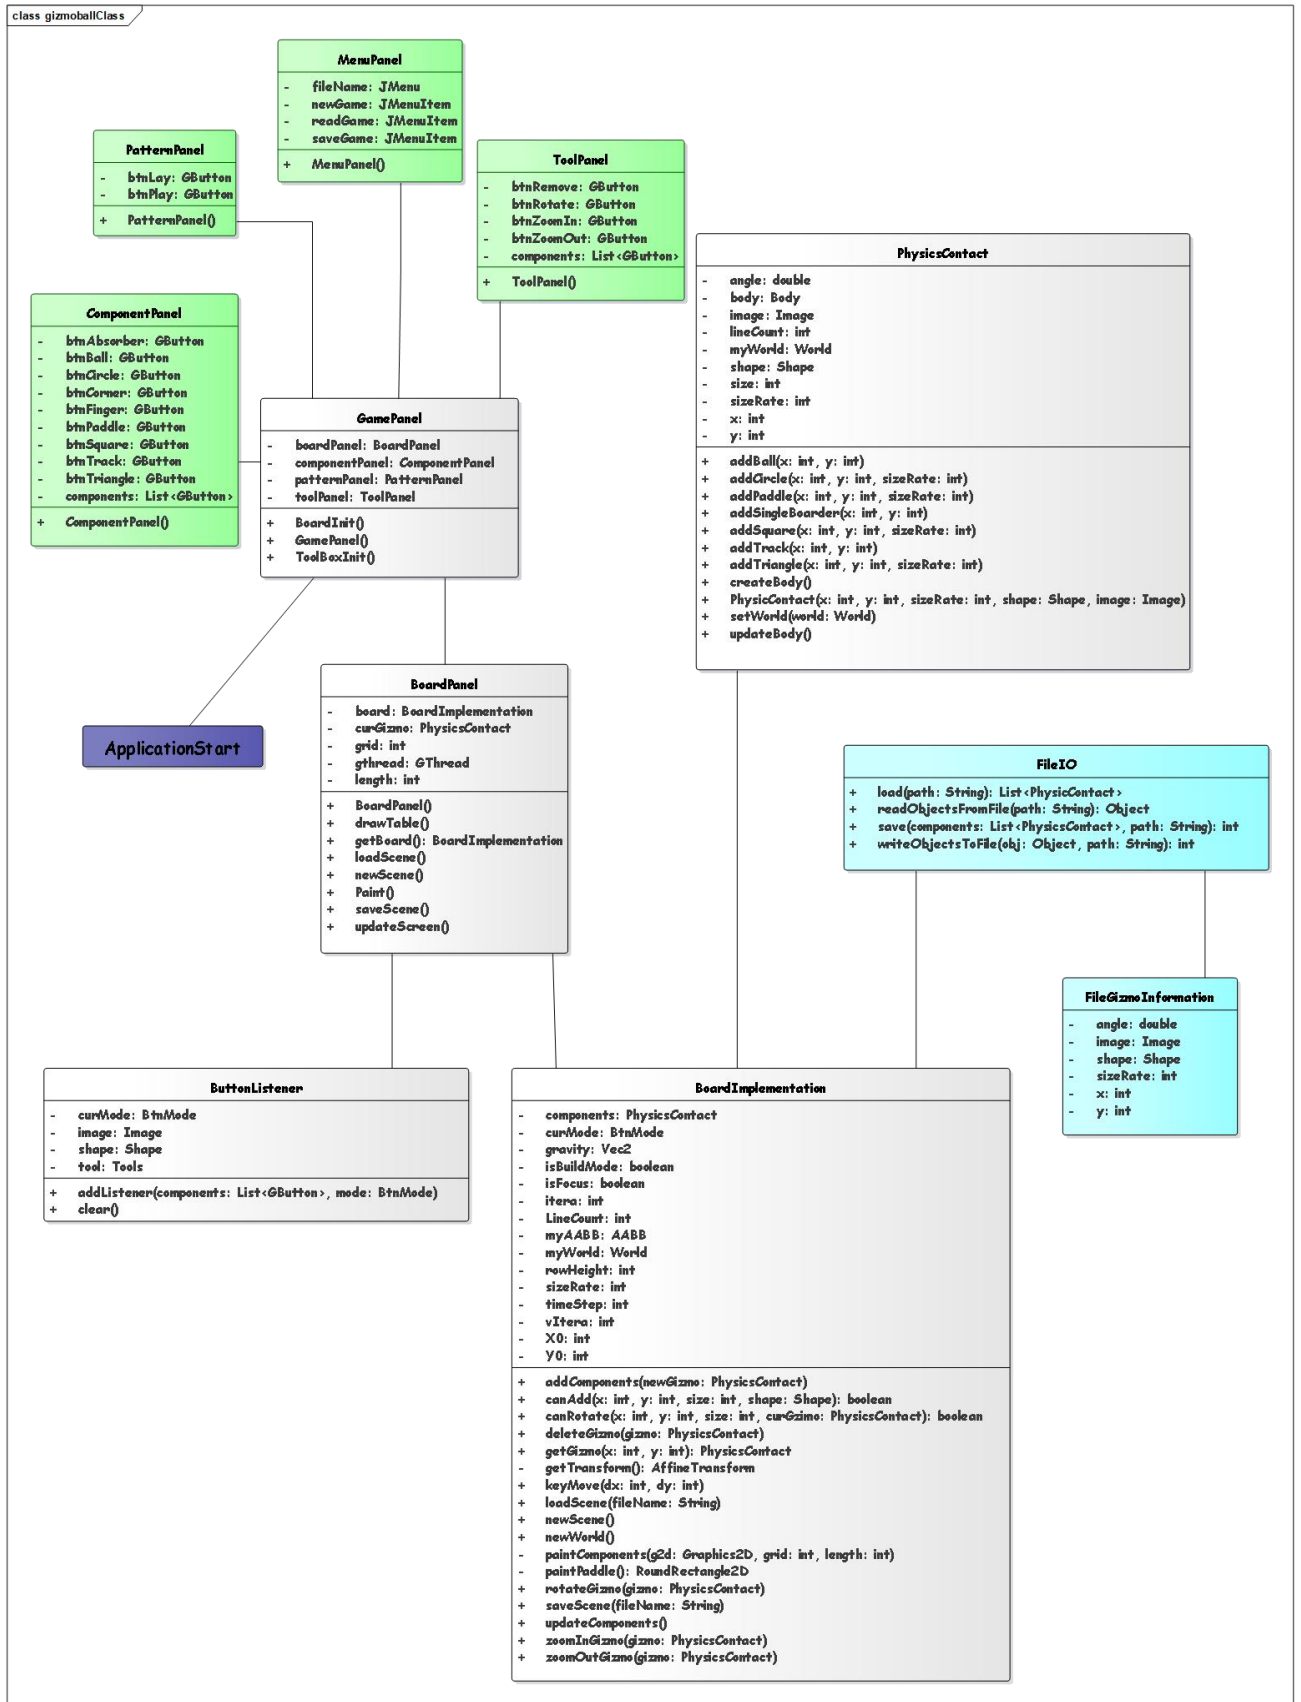 class gizmoballClass
MenuPanel
- fileName: JMenu
- newGame: JMenuItem
- readGame: JMenuItem
- saveGame: JMenuItem
+ MenuPanel()
PatternPanel
- btnLay: GButton
- btnPlay: GButton
+ PatternPanel()
ToolPanel
- btnRemove: GButton
- btnRotate: GButton
- btnZoomIn: GButton
- btnZoomOut: GButton
- components: List<GButton>
+ ToolPanel()
PhysicsContact
- angle: double
- body: Body
- image: Image
- lineCount: int
- myWorld: World
- shape: Shape
- size: int
- sizeRate: int
- x: int
- y: int
+ addBall(x: int, y: int)
+ addCircle(x: int, y: int, sizeRate: int)
+ addPaddle(x: int, y: int, sizeRate: int)
+ addSingleBoarder(x: int, y: int)
+ addSquare(x: int, y: int, sizeRate: int)
+ addTrack(x: int, y: int)
+ addTriangle(x: int, y: int, sizeRate: int)
+ createBody()
+ PhysicContact(x: int, y: int, sizeRate: int, shape: Shape, image: Image)
+ setWorld(world: World)
+ updateBody()
ComponentPanel
- btnAbsorber: GButton
- btnBall: GButton
- btnCircle: GButton
- btnCorner: GButton
- btnFinger: GButton
- btnPaddle: GButton
- btnSquare: GButton
- btnTrack: GButton
- btnTriangle: GButton
- components: List<GButton>
+ ComponentPanel()
GamePanel
- boardPanel: BoardPanel
- componentPanel: ComponentPanel
- patternPanel: PatternPanel
- toolPanel: ToolPanel
+ BoardInit()
+ GamePanel()
+ ToolBoxInit()
BoardPanel
- board: BoardImplementation
- curGizmo: PhysicsContact
- grid: int
- gthread: GThread
- length: int
+ BoardPanel()
+ drawTable()
+ getBoard(): BoardImplementation
+ loadScene()
+ newScene()
+ Paint()
+ saveScene()
+ updateScreen()
ApplicationStart
FileIO
+ load(path: String): List<PhysicContact>
+ readObjectsFromFile(path: String): Object
+ save(components: List<PhysicsContact>, path: String): int
+ writeObjectsToFile(obj: Object, path: String): int
FileGizmoInformation
- angle: double
- image: Image
- shape: Shape
- sizeRate: int
- x: int
- y: int
ButtonListener
- curMode: BtnMode
- image: Image
- shape: Shape
- tool: Tools
+ addListener(components: List<GButton>, mode: BtnMode)
+ clear()
BoardImplementation
- components: PhysicsContact
- curMode: BtnMode
- gravity: Vec2
- isBuildMode: boolean
- isFocus: boolean
- itera: int
- LineCount: int
- myAABB: AABB
- myWorld: World
- rowHeight: int
- sizeRate: int
- timeStep: int
- vItera: int
- X0: int
- Y0: int
+ addComponents(newGizmo: PhysicsContact)
+ canAdd(x: int, y: int, size: int, shape: Shape): boolean
+ canRotate(x: int, y: int, size: int, curGzimo: PhysicsContact): boolean
+ deleteGizmo(gizmo: PhysicsContact)
+ getGizmo(x: int, y: int): PhysicsContact
- getTransform(): AffineTransform
+ keyMove(dx: int, dy: int)
+ loadScene(fileName: String)
+ newScene()
+ newWorld()
- paintComponents(g2d: Graphics2D, grid: int, length: int)
- paintPaddle(): RoundRectangle2D
+ rotateGizmo(gizmo: PhysicsContact)
+ saveScene(fileName: String)
+ updateComponents()
+ zoomInGizmo(gizmo: PhysicsContact)
+ zoomOutGizmo(gizmo: PhysicsContact)